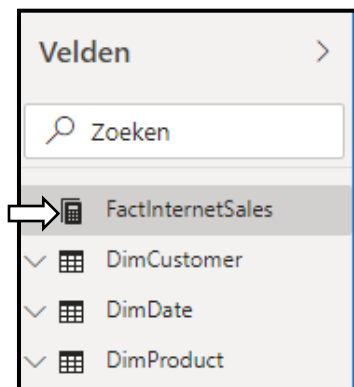 Velden
Zoeken
FactInternetSales
DimCustomer
DimDate
DimProduct